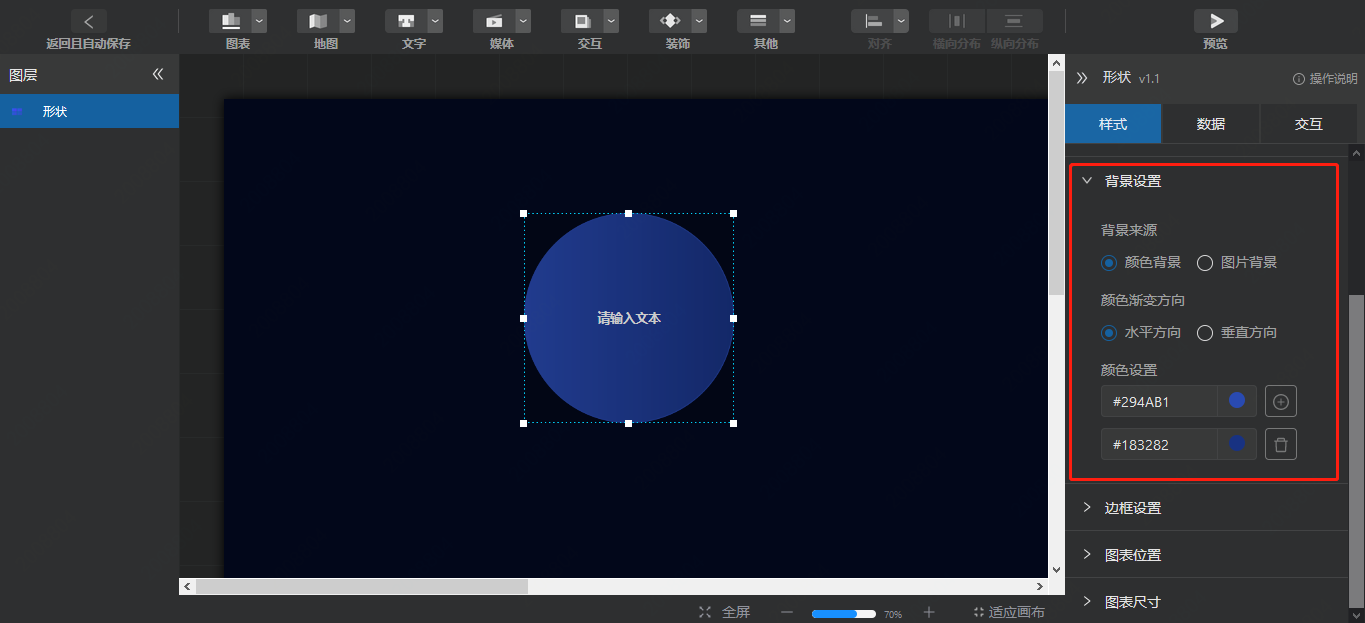 返回且自动保存
图表
地图
文字
媒体
交互
装饰
其他
对齐
横向分布
纵向分布
预览
图层
形状
请输入文本
全屏
70%
适应画布
形状 v1.1
操作说明
样式
数据
交互
背景设置
背景来源
颜色背景
图片背景
颜色渐变方向
水平方向
垂直方向
颜色设置
#294AB1
#183282
边框设置
图表位置
图表尺寸